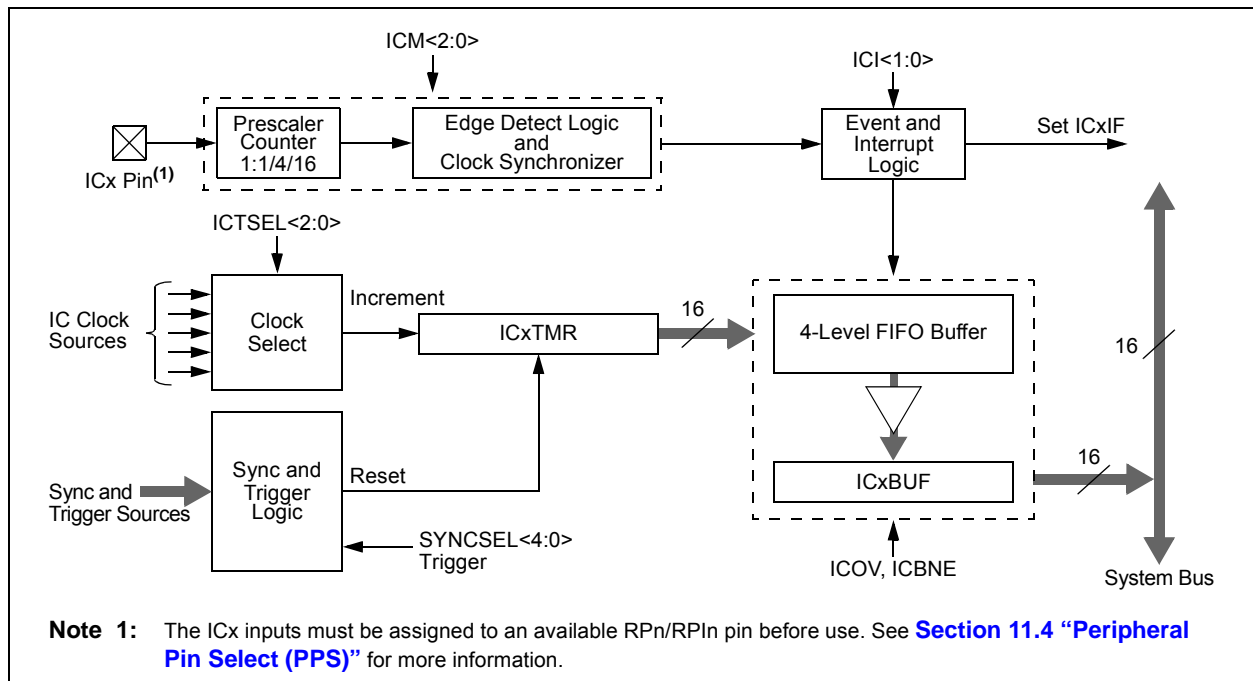 ICM<2:0>
ICI<1:0>
Prescaler
Counter
1:1/4/16
Edge Detect Logic
and
Clock Synchronizer
Event and
Interrupt
Logic
Set ICxIF
ICx Pin(1)
ICTSEL<2:0>
IC Clock
Sources
Clock
Select
Increment
ICxTMR
16
4-Level FIFO Buffer
16
Sync and
Trigger Sources
Sync and
Trigger
Logic
Reset
ICxBUF
16
SYNCSEL<4:0>
Trigger
ICOV, ICBNE
System Bus
Note 1: The ICx inputs must be assigned to an available RPn/RPIn pin before use. See Section 11.4 “Peripheral
Pin Select (PPS)” for more information.